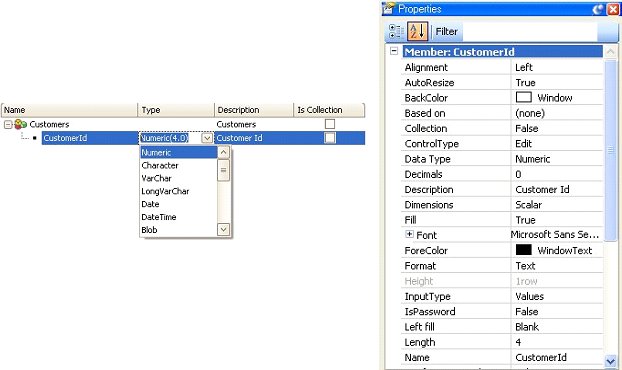 Name Type Description Is Collection
Customers Customers
CustomerId Numeric(4.0) Customer Id
Numeric
Character
VarChar
LongVarChar
Date
DateTime
Blob
Properties
Filter
Member: CustomerId
Alignment Left
AutoResize True
BackColor Window
Based on (none)
Collection False
ControlType Edit
Data Type Numeric
Decimals 0
Description Customer Id
Dimensions Scalar
Fill True
Font Microsoft Sans Se...
ForeColor WindowText
Format Text
Height 1row
InputType Values
IsPassword False
Left fill Blank
Length 4
Name CustomerId